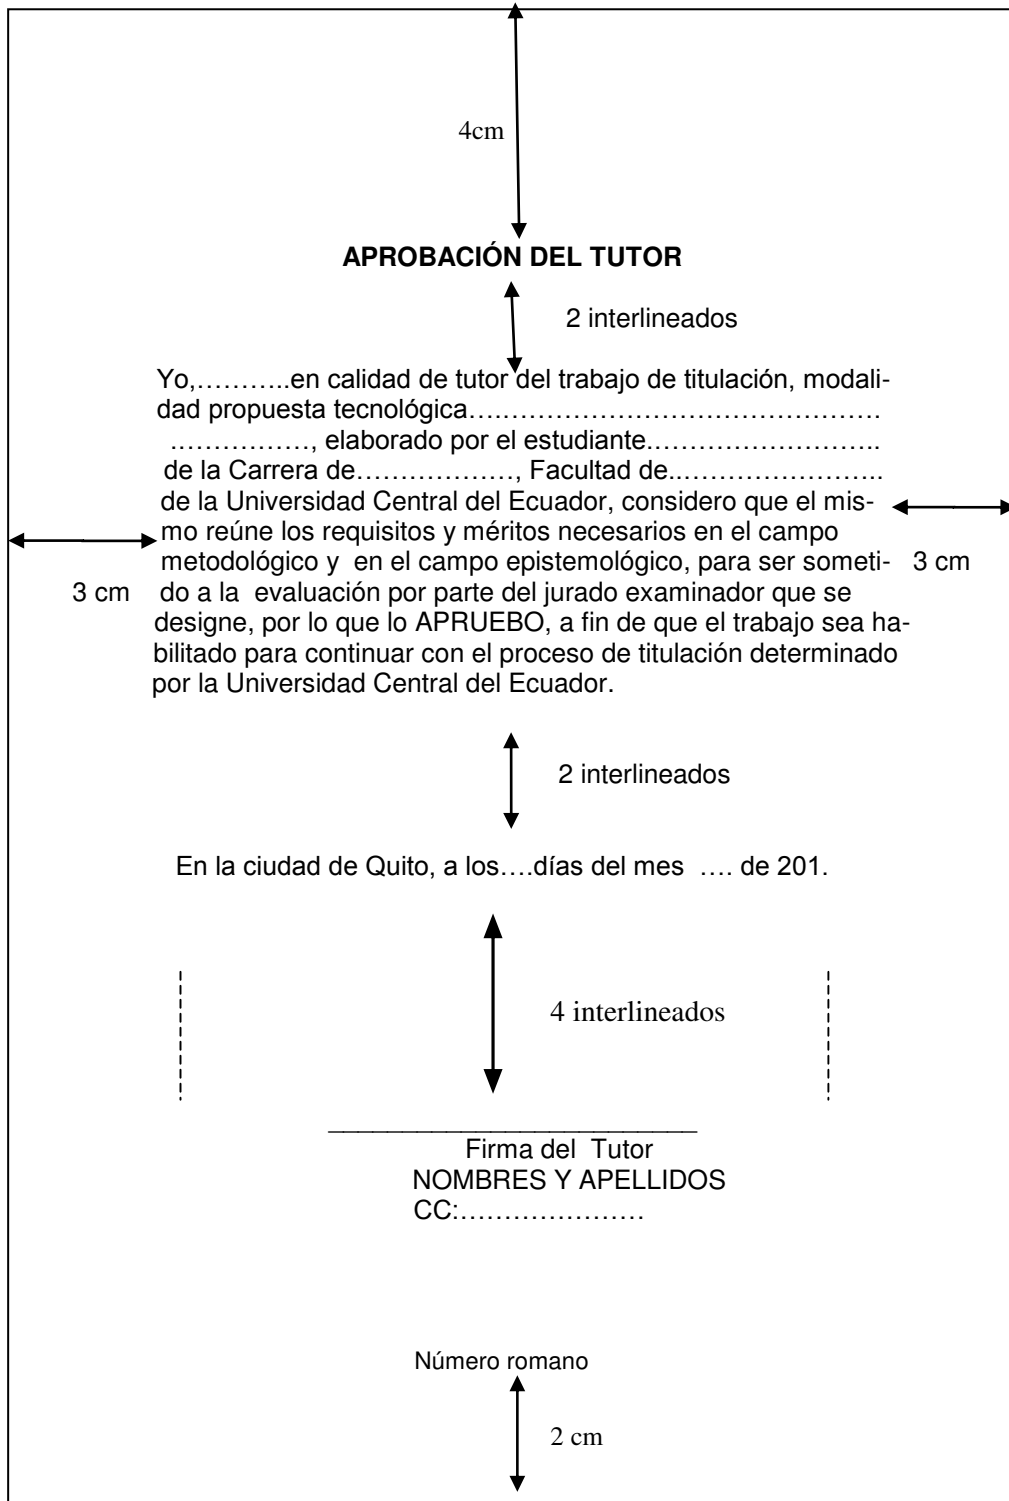 4cm
APROBACIÓN DEL TUTOR
2 interlineados
Yo,………..en calidad de tutor del trabajo de titulación, modali-
dad propuesta tecnológica….……………………………………….
…………….., elaborado por el estudiante……………………….
de la Carrera de………………, Facultad de..…………………..
de la Universidad Central del Ecuador, considero que el mis-
mo reúne los requisitos y méritos necesarios en el campo
metodológico y  en el campo epistemológico, para ser someti-
3 cm
3 cm
do a la  evaluación por parte del jurado examinador que se
designe, por lo que lo APRUEBO, a fin de que el trabajo sea ha-
bilitado para continuar con el proceso de titulación determinado
por la Universidad Central del Ecuador.
2 interlineados
En la ciudad de Quito, a los….días del mes  …. de 201.
4 interlineados
__________________________
Firma del  Tutor
NOMBRES Y APELLIDOS
CC:…………………
Número romano
2 cm